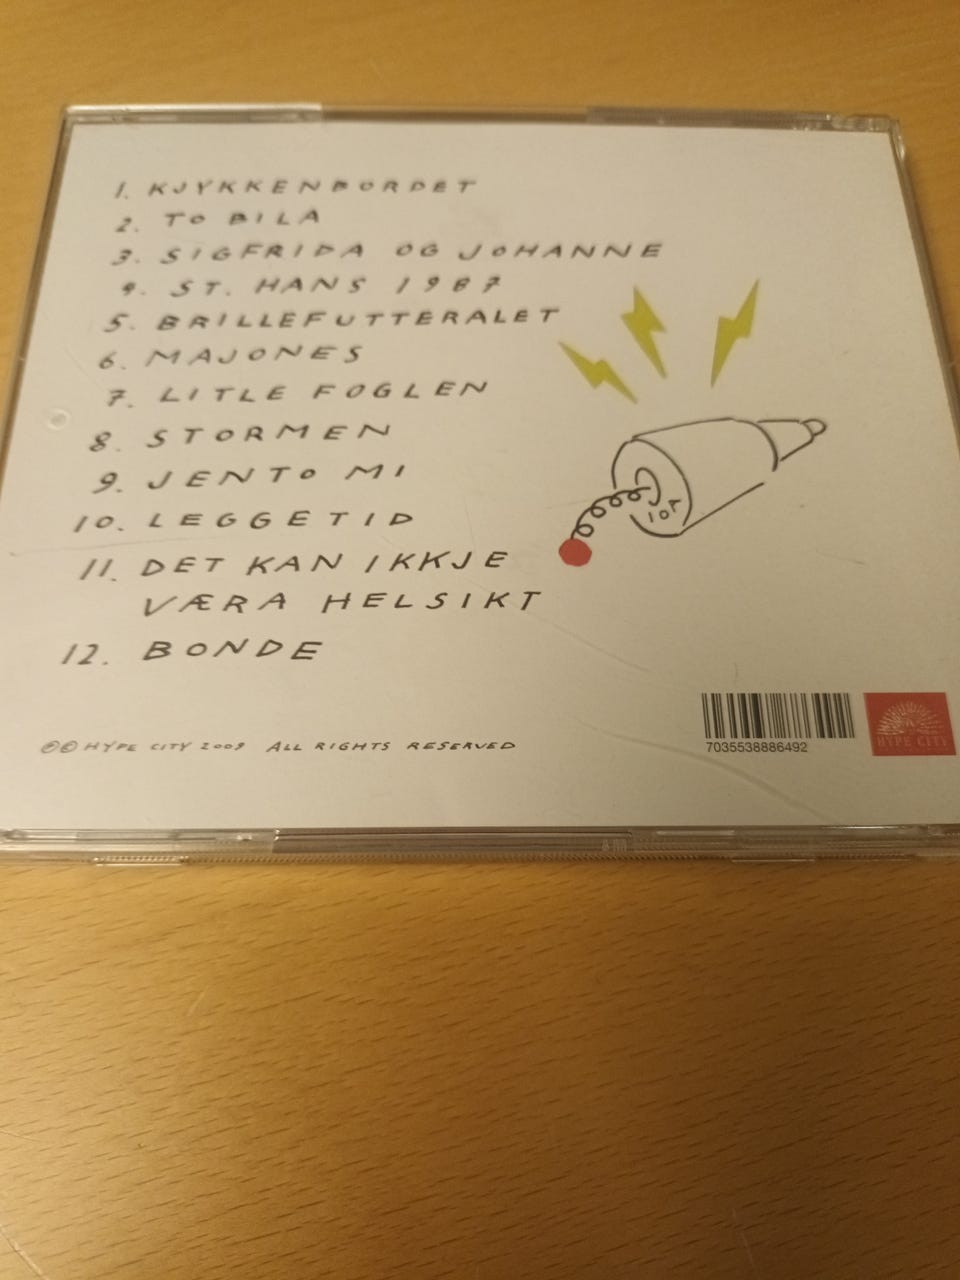 1. KJYKKENBORDET
2. TO BILA
3. SIGFRIDA OG JOHANNE
4. ST. HANS 1987
5. BRILLEFUTTERALET
6. MAJONES
7. LITLE FOGLEN
8. STORMEN
9. JENTO MI
10. LEGGETID
11. DET KAN IKKJE
VÆRA HELSIKT
12. BONDE
10A
℗© HYPE CITY 2009 ALL RIGHTS RESERVED
7035538886492
HYPE CITY